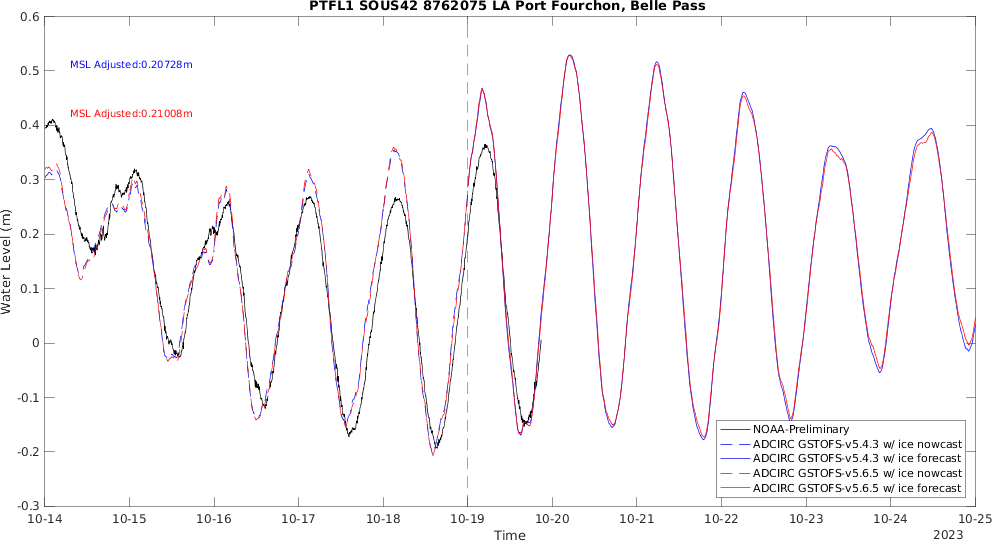 PTFL1 SOUS42 8762075 LA Port Fourchon, Belle Pass
0.6
0.5
0.4
0.3
0.2
0.1
0
-0.1
-0.2
-0.3
Water Level (m)
MSL Adjusted:0.20728m
MSL Adjusted:0.21008m
NOAA-Preliminary
ADCIRC GSTOFS-v5.4.3 w/ ice nowcast
ADCIRC GSTOFS-v5.4.3 w/ ice forecast
ADCIRC GSTOFS-v5.6.5 w/ ice nowcast
ADCIRC GSTOFS-v5.6.5 w/ ice forecast
10-14 10-15 10-16 10-17 10-18 10-19 10-20 10-21 10-22 10-23 10-24 10-25
Time
2023